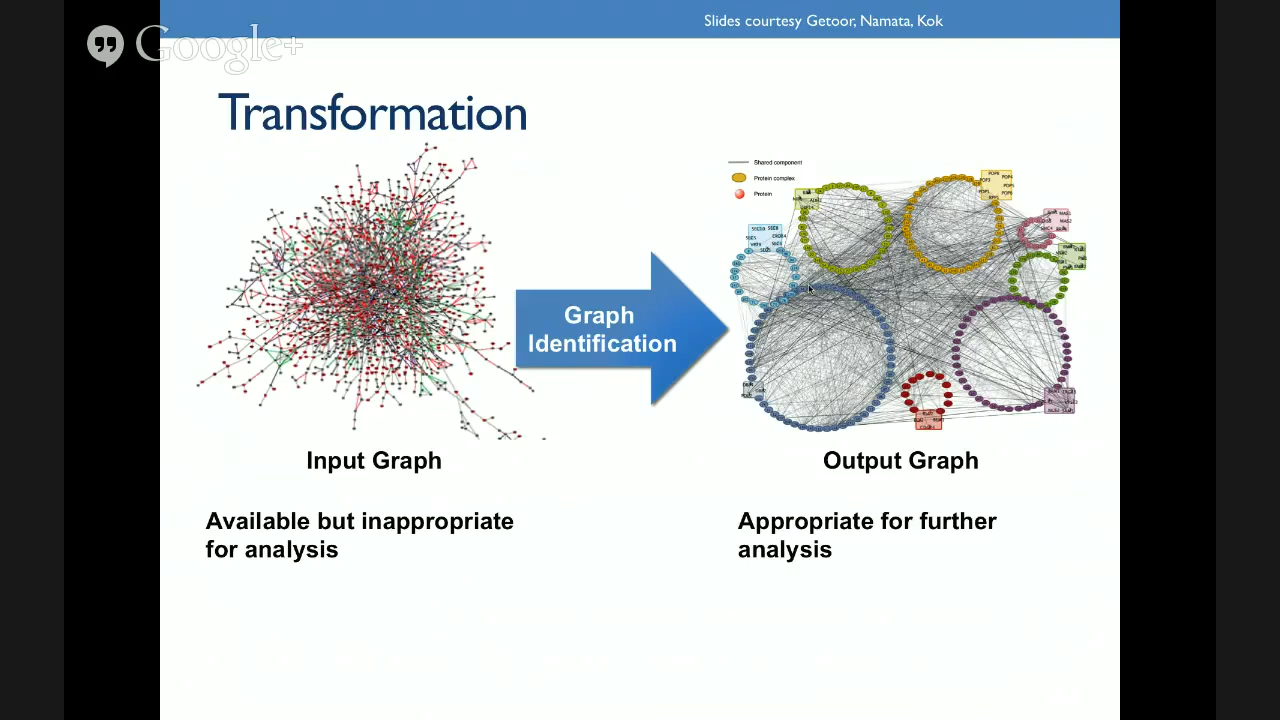 Slides courtesy Getoor, Namata, Kok
Google+
Transformation
Shared component
Protein complex
Protein
Graph
Identification
Input Graph
Output Graph
Available but inappropriate
for analysis
Appropriate for further
analysis